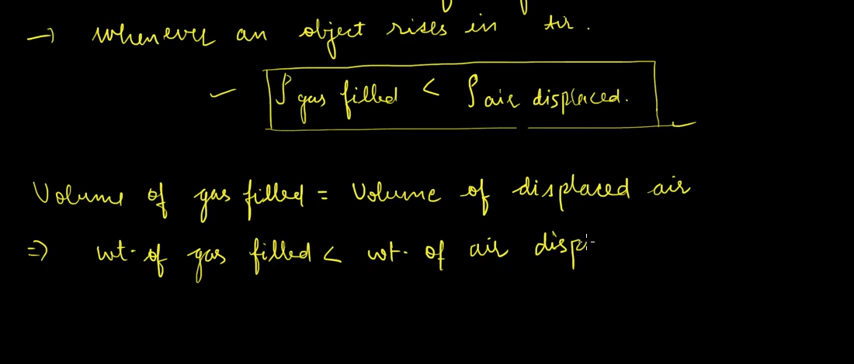 → whenever an object rises in Air.
ρ gas filled < ρ air displaced.
Volume of gas filled = Volume of displaced air
⇒ wt. of gas filled < wt. of air disp